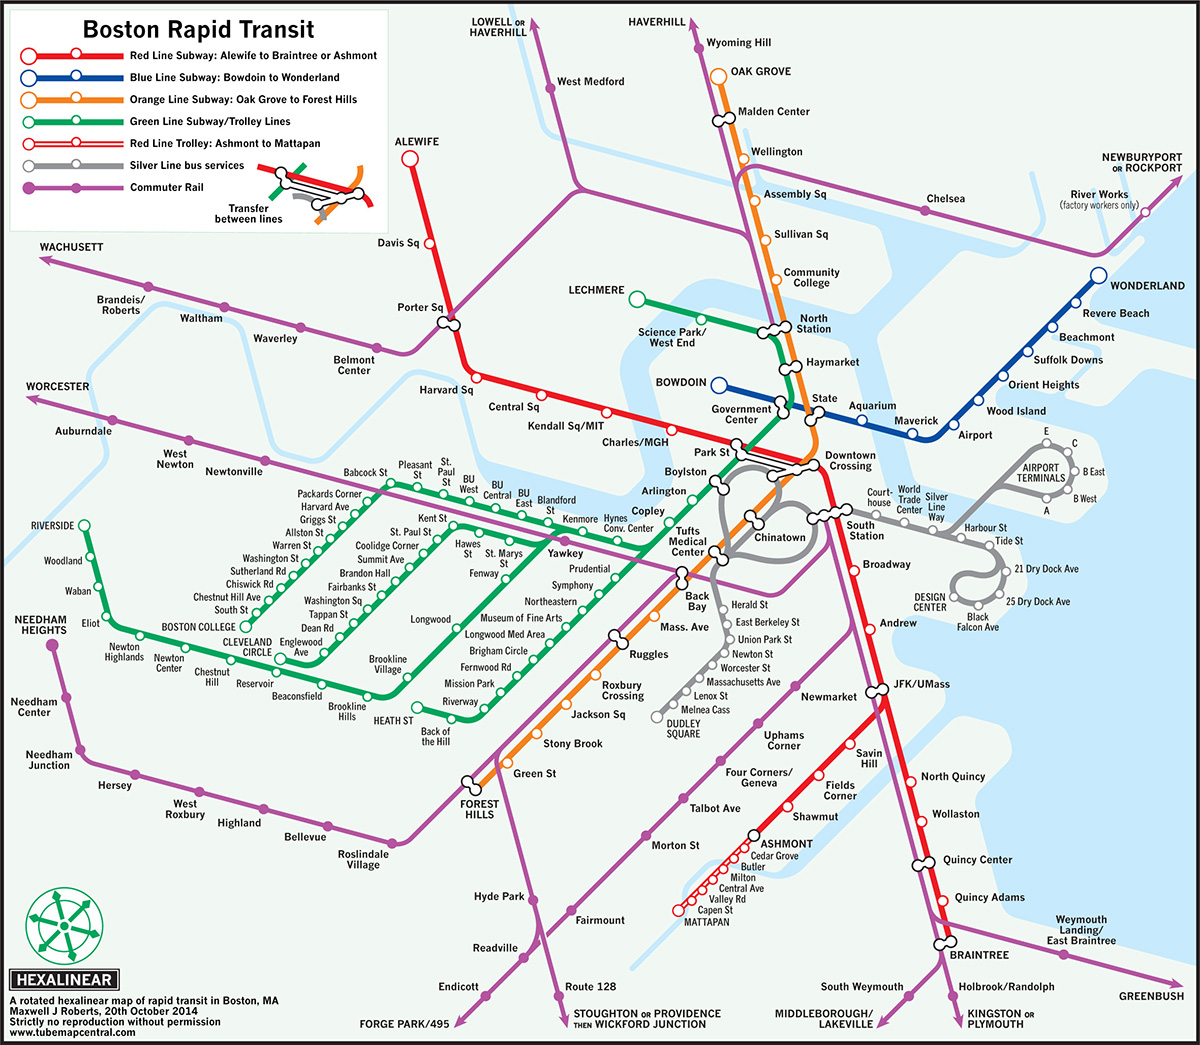 Boston Rapid Transit
Red Line Subway: Alewife to Braintree or Ashmont
Blue Line Subway: Bowdoin to Wonderland
Orange Line Subway: Oak Grove to Forest Hills
Green Line Subway/Trolley Lines
Red Line Trolley: Ashmont to Mattapan
Silver Line bus services
Commuter Rail
Transfer
between lines
LOWELL OR
HAVERHILL
West Medford
HAVERHILL
Wyoming Hill
OAK GROVE
Malden Center
Wellington
Assembly Sq
Sullivan Sq
Community
College
North
Station
Haymarket
State
NEWBURYPORT
OR ROCKPORT
River Works
(factory workers only)
Chelsea
WONDERLAND
Revere Beach
Beachmont
Suffolk Downs
Orient Heights
Wood Island
Airport
Maverick
Aquarium
BOWDOIN
Government
Center
LECHMERE
Science Park/
West End
ALEWIFE
Davis Sq
Porter Sq
Harvard Sq
Central Sq
Kendall Sq/MIT
Charles/MGH
Park St
Downtown
Crossing
WACHUSETT
Brandeis/
Roberts
Waltham
Waverley
Belmont
Center
WORCESTER
Auburndale
West
Newton
Newtonville
Boylston
Arlington
Copley
Tufts
Medical
Center
Chinatown
South
Station
Court-
house
World
Trade
Center
Silver
Line
Way
Harbour St
Tide St
21 Dry Dock Ave
25 Dry Dock Ave
Black
Falcon Ave
DESIGN
CENTER
AIRPORT
TERMINALS
E
C
B East
B West
A
Babcock St
Pleasant
St
St.
Paul
St
BU
West
BU
Central
BU
East
Blandford
St
Kenmore
Hynes
Conv. Center
Packards Corner
Harvard Ave
Griggs St
Allston St
Warren St
Washington St
Sutherland Rd
Chiswick Rd
Chestnut Hill Ave
South St
BOSTON COLLEGE
Kent St
St. Paul St
Coolidge Corner
Summit Ave
Brandon Hall
Fairbanks St
Washington Sq
Tappan St
Dean Rd
Englewood
Ave
CLEVELAND
CIRCLE
Hawes
St
St. Marys
St
Yawkey
Fenway
Longwood
Brookline
Village
Brookline
Hills
Beaconsfield
Reservoir
Chestnut
Hill
Newton
Center
Newton
Highlands
Eliot
Waban
Woodland
RIVERSIDE
Prudential
Symphony
Northeastern
Museum of Fine Arts
Longwood Med Area
Brigham Circle
Fernwood Rd
Mission Park
Riverway
Back of
the Hill
HEATH ST
Back
Bay
Mass. Ave
Ruggles
Roxbury
Crossing
Jackson Sq
Stony Brook
Green St
FOREST
HILLS
Herald St
East Berkeley St
Union Park St
Newton St
Worcester St
Massachusetts Ave
Lenox St
Melnea Cass
DUDLEY
SQUARE
Broadway
Andrew
JFK/UMass
Savin
Hill
Fields
Corner
Shawmut
ASHMONT
Cedar Grove
Butler
Milton
Central Ave
Valley Rd
Capen St
MATTAPAN
North Quincy
Wollaston
Quincy Center
Quincy Adams
BRAINTREE
Weymouth
Landing/
East Braintree
GREENBUSH
South Weymouth
Holbrook/Randolph
MIDDLEBOROUGH/
LAKEVILLE
KINGSTON OR
PLYMOUTH
Newmarket
Uphams
Corner
Four Corners/
Geneva
Talbot Ave
Morton St
Fairmount
Hyde Park
Readville
Endicott
Route 128
FORGE PARK/495
STOUGHTON OR PROVIDENCE
THEN WICKFORD JUNCTION
NEEDHAM
HEIGHTS
Needham
Center
Needham
Junction
Hersey
West
Roxbury
Highland
Bellevue
Roslindale
Village
HEXALINEAR
A rotated hexalinear map of rapid transit in Boston, MA
Maxwell J Roberts, 20th October 2014
Strictly no reproduction without permission
www.tubemapcentral.com